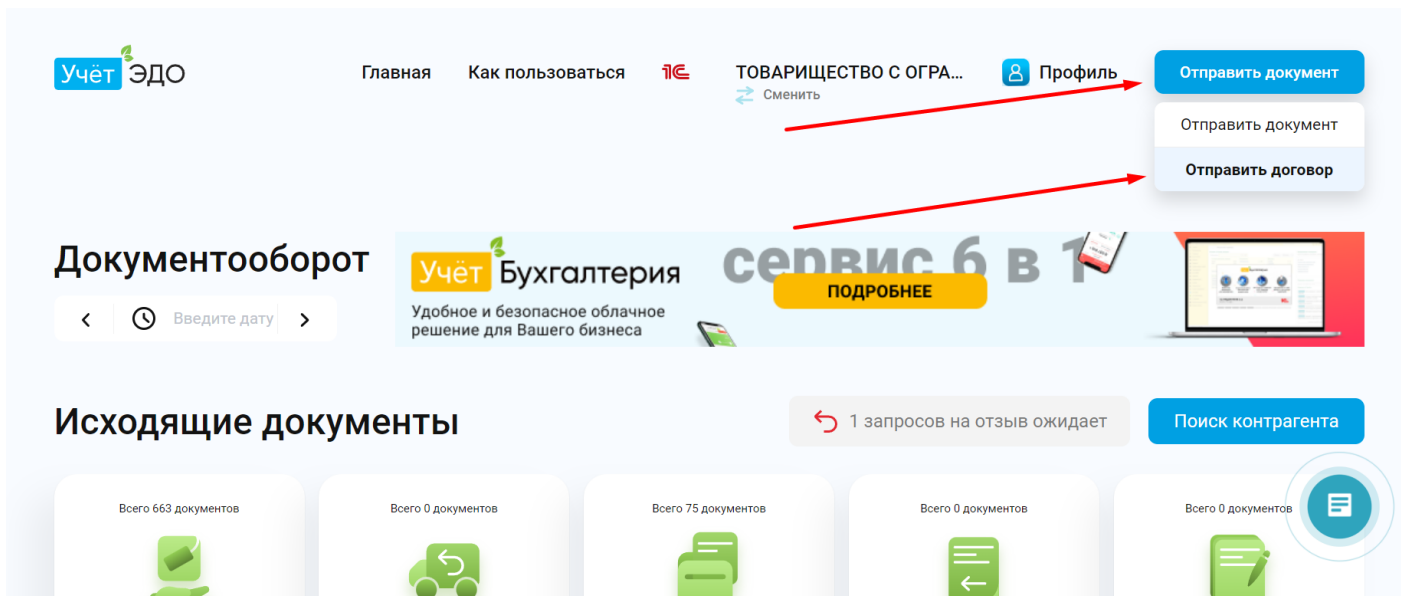 Учёт ЭДО
Главная
Как пользоваться
1С
ТОВАРИЩЕСТВО С ОГРА...
Сменить
Профиль
Отправить документ
Отправить документ
Отправить договор
Документооборот
Введите дату
Учёт Бухгалтерия
Удобное и безопасное облачное
решение для Вашего бизнеса
сервис 6 в 1
ПОДРОБНЕЕ
Исходящие документы
1 запросов на отзыв ожидает
Поиск контрагента
Всего 663 документов
Всего 0 документов
Всего 75 документов
Всего 0 документов
Всего 0 документов